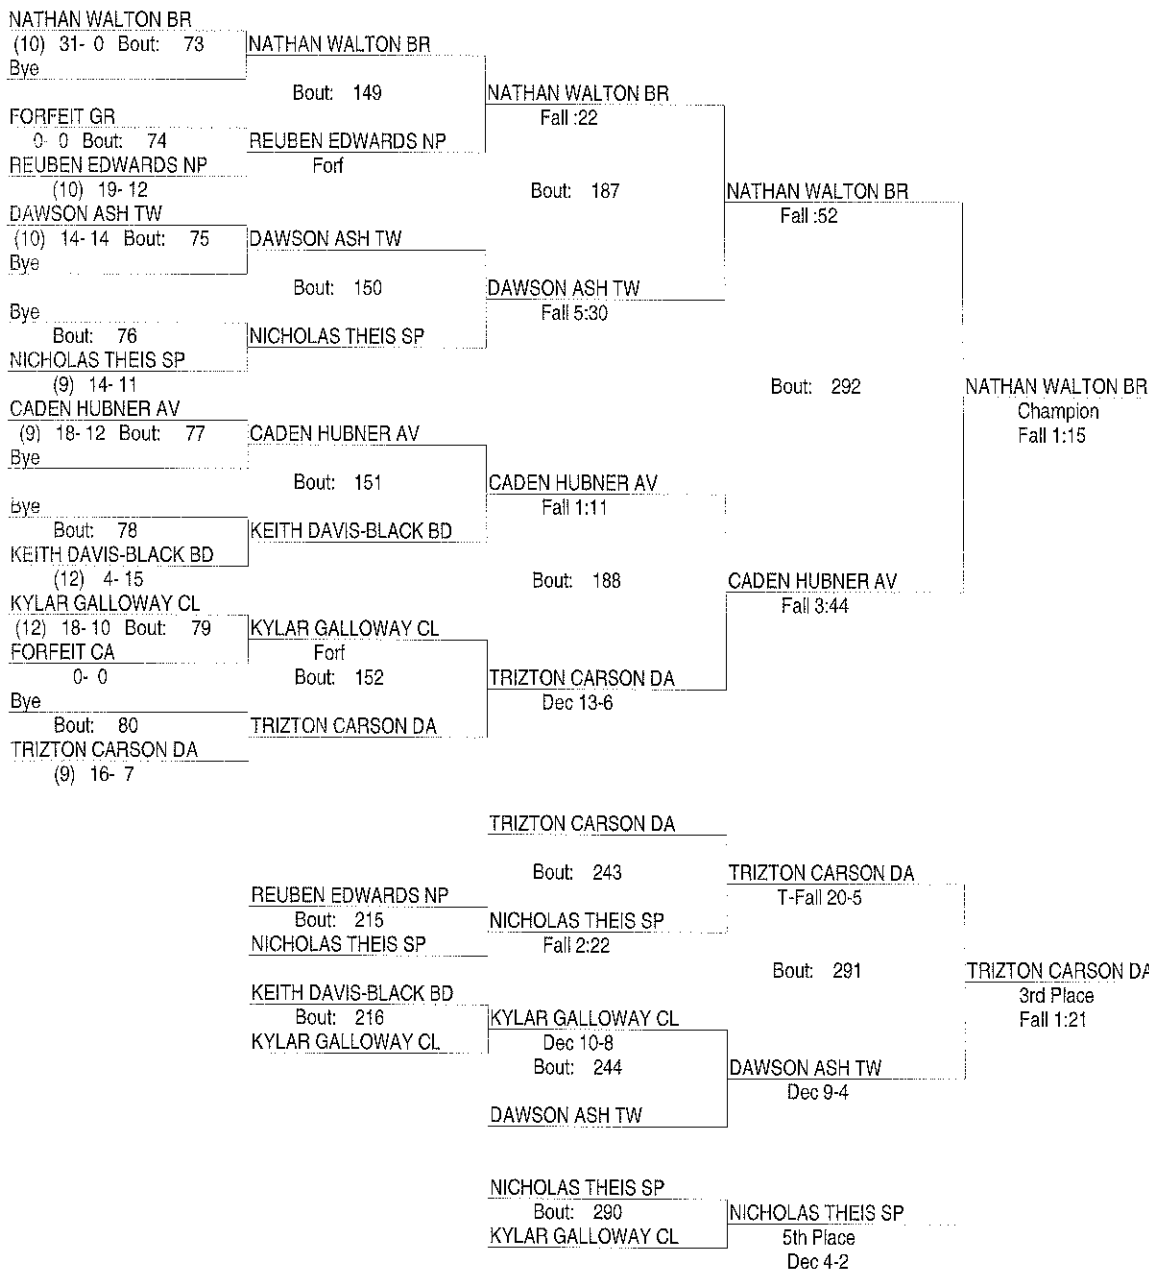 NATHAN WALTON BR
(10) 31- 0 Bout: 73
Bye
NATHAN WALTON BR
Bout: 149
NATHAN WALTON BR
Fall :22
FORFEIT GR
0- 0 Bout: 74
REUBEN EDWARDS NP
(10) 19- 12
REUBEN EDWARDS NP
Forf
Bout: 187
NATHAN WALTON BR
Fall :52
DAWSON ASH TW
(10) 14- 14 Bout: 75
Bye
DAWSON ASH TW
Bout: 150
DAWSON ASH TW
Fall 5:30
Bye
Bout: 76
NICHOLAS THEIS SP
(9) 14- 11
NICHOLAS THEIS SP
Bout: 292
NATHAN WALTON BR
Champion
Fall 1:15
CADEN HUBNER AV
(9) 18- 12 Bout: 77
Bye
CADEN HUBNER AV
Bout: 151
CADEN HUBNER AV
Fall 1:11
Bye
Bout: 78
KEITH DAVIS-BLACK BD
(12) 4- 15
KEITH DAVIS-BLACK BD
Bout: 188
CADEN HUBNER AV
Fall 3:44
KYLAR GALLOWAY CL
(12) 18- 10 Bout: 79
FORFEIT CA
0- 0
KYLAR GALLOWAY CL
Forf
Bout: 152
TRIZTON CARSON DA
Dec 13-6
Bye
Bout: 80
TRIZTON CARSON DA
(9) 16- 7
TRIZTON CARSON DA
TRIZTON CARSON DA
Bout: 243
TRIZTON CARSON DA
T-Fall 20-5
REUBEN EDWARDS NP
Bout: 215
NICHOLAS THEIS SP
NICHOLAS THEIS SP
Fall 2:22
Bout: 291
TRIZTON CARSON DA
3rd Place
Fall 1:21
KEITH DAVIS-BLACK BD
Bout: 216
KYLAR GALLOWAY CL
KYLAR GALLOWAY CL
Dec 10-8
Bout: 244
DAWSON ASH TW
Dec 9-4
DAWSON ASH TW
NICHOLAS THEIS SP
Bout: 290
KYLAR GALLOWAY CL
NICHOLAS THEIS SP
5th Place
Dec 4-2